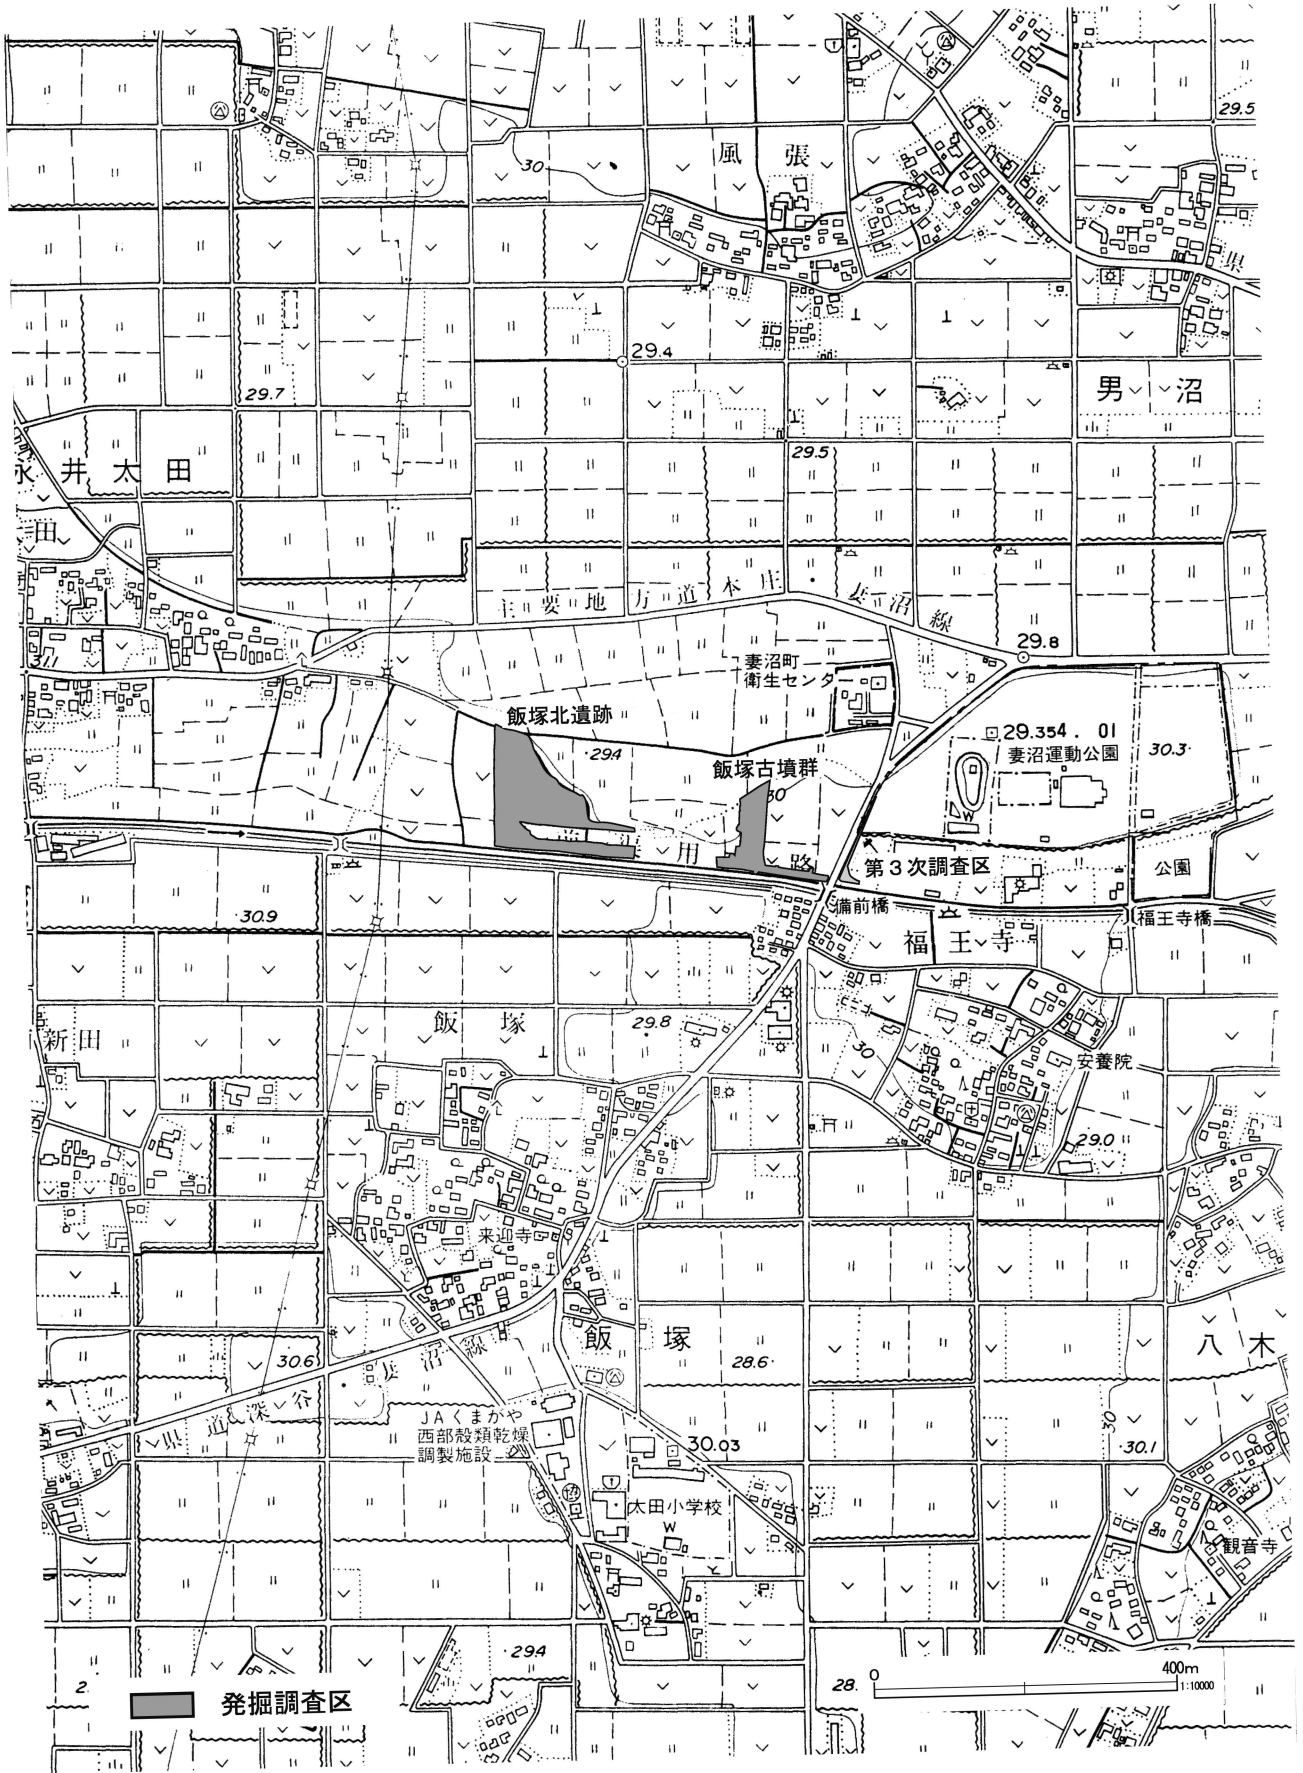 風張
29.5
30
県
29.4
29.7
男沼
29.5
永井太田
田
主要地方道本庄妻沼線
29.8
31.1
妻沼町
衛生センター
飯塚北遺跡
29.4
飯塚古墳群
30
29.354.01
妻沼運動公園
30.3
W
用路
第3次調査区
公園
備前橋
福王寺橋
30.9
福王寺
飯塚
29.8
新田
30
安養院
29.0
来迎寺
飯塚
28.6
八木
30.6
県道深谷妻沼線
JAくまがや
西部殻類乾燥
調製施設
30.03
30
30.1
協
太田小学校
W
観音寺
29.4
2.
28.
0
400m
1:10000
発掘調査区